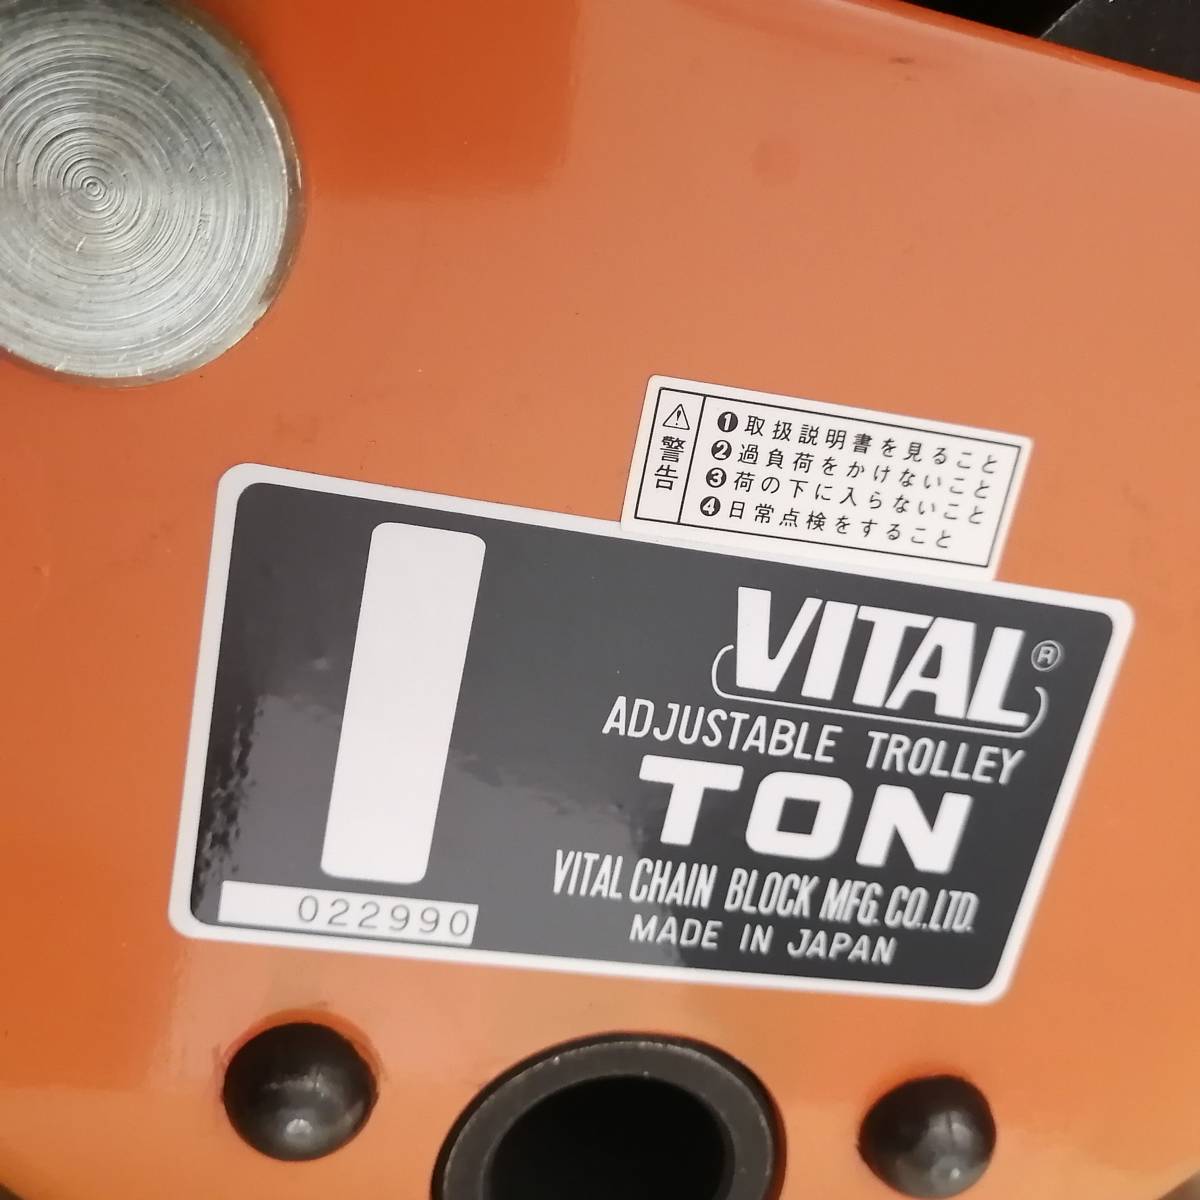 警告
❶取扱説明書を見ること
❷過負荷をかけないこと
❸荷の下に入らないこと
❹日常点検をすること
VITAL®
ADJUSTABLE TROLLEY
1 TON
VITAL CHAIN BLOCK MFG. CO.,LTD.
MADE IN JAPAN
022990